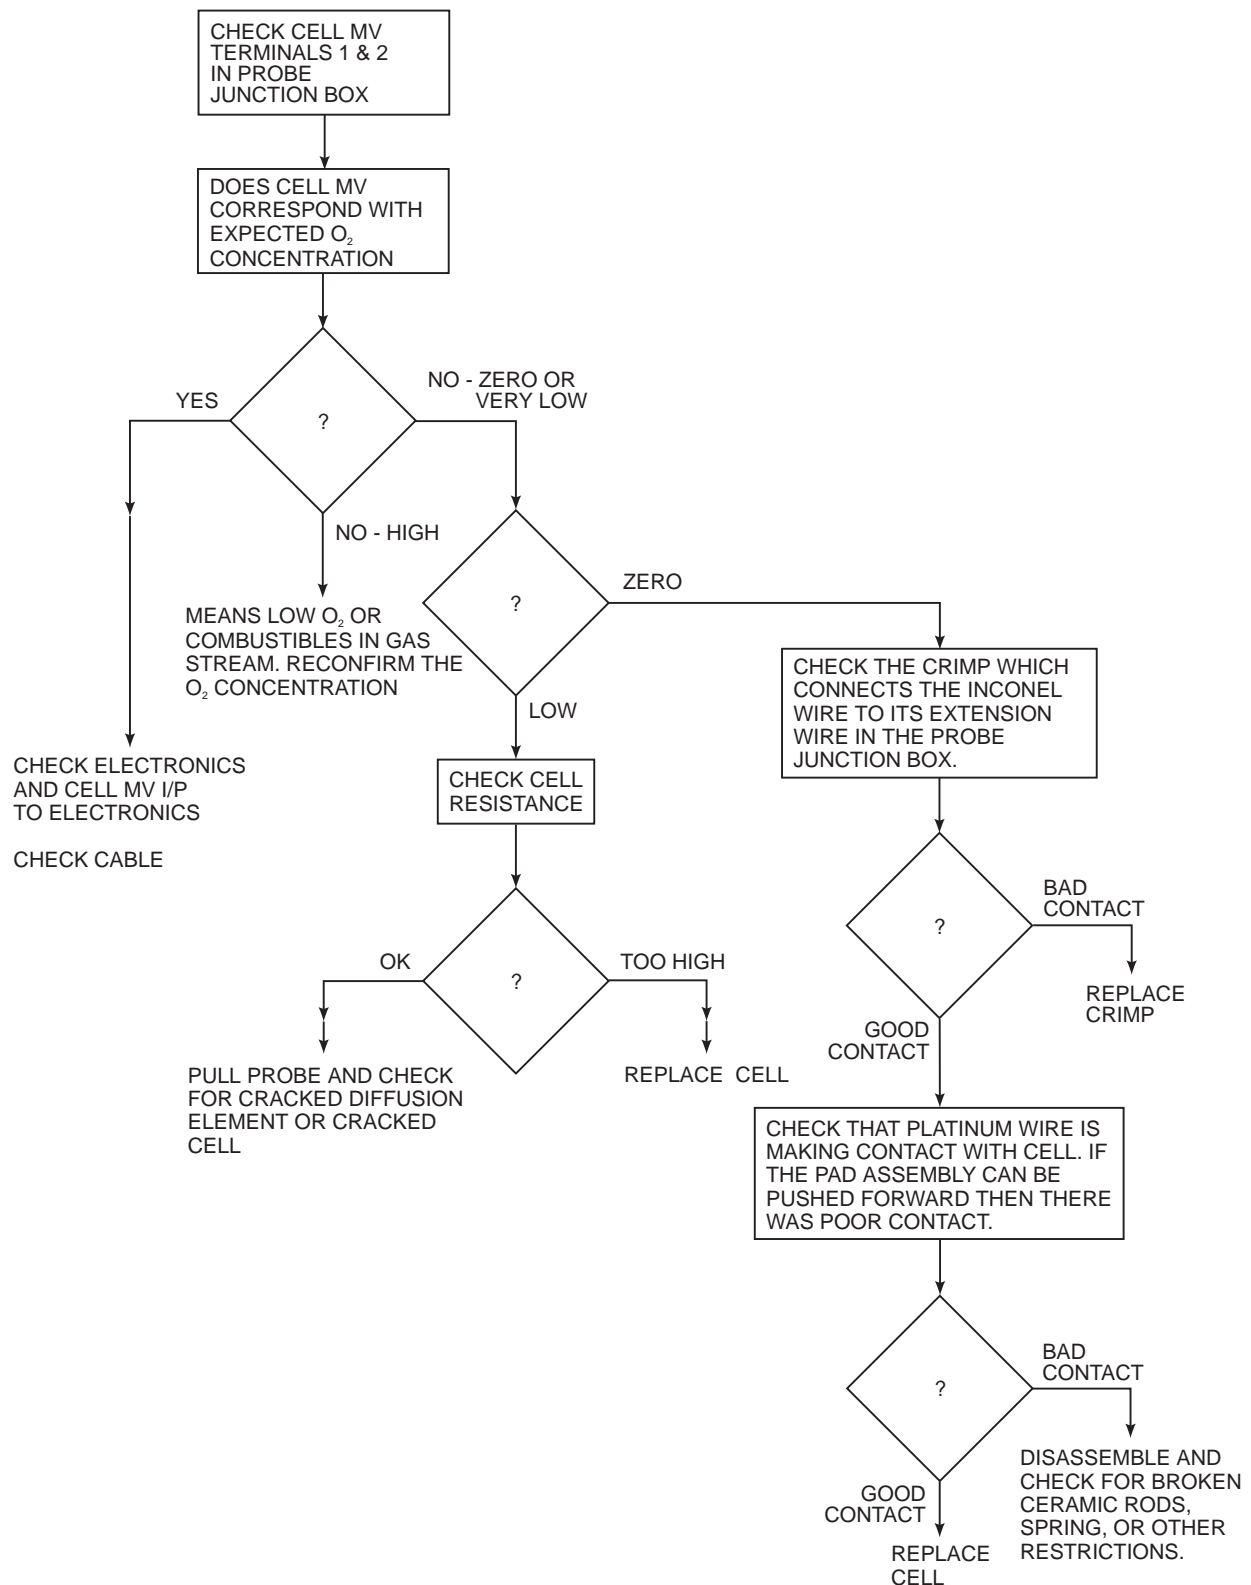 CHECK CELL MV
TERMINALS 1 & 2
IN PROBE
JUNCTION BOX
DOES CELL MV
CORRESPOND WITH
EXPECTED O₂
CONCENTRATION
?
YES
NO - ZERO OR
VERY LOW
NO - HIGH
MEANS LOW O₂ OR
COMBUSTIBLES IN GAS
STREAM. RECONFIRM THE
O₂ CONCENTRATION
CHECK ELECTRONICS
AND CELL MV I/P
TO ELECTRONICS
CHECK CABLE
?
ZERO
LOW
CHECK CELL
RESISTANCE
?
OK
TOO HIGH
PULL PROBE AND CHECK
FOR CRACKED DIFFUSION
ELEMENT OR CRACKED
CELL
REPLACE CELL
CHECK THE CRIMP WHICH
CONNECTS THE INCONEL
WIRE TO ITS EXTENSION
WIRE IN THE PROBE
JUNCTION BOX.
?
BAD
CONTACT
REPLACE
CRIMP
GOOD
CONTACT
CHECK THAT PLATINUM WIRE IS
MAKING CONTACT WITH CELL. IF
THE PAD ASSEMBLY CAN BE
PUSHED FORWARD THEN THERE
WAS POOR CONTACT.
?
BAD
CONTACT
DISASSEMBLE AND
CHECK FOR BROKEN
CERAMIC RODS,
SPRING, OR OTHER
RESTRICTIONS.
GOOD
CONTACT
REPLACE
CELL